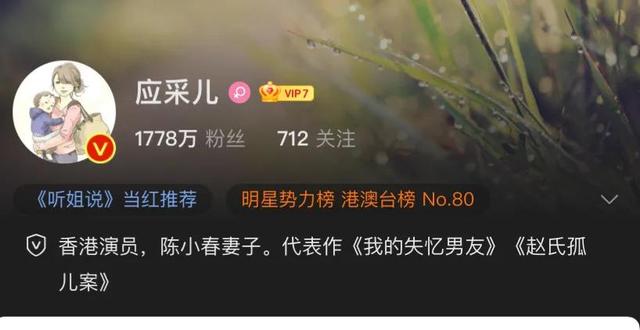 应采儿 VIP7
1778万 粉丝 712 关注
《听姐说》当红推荐 明星势力榜 港澳台榜 No.80
香港演员，陈小春妻子。代表作《我的失忆男友》《赵氏孤
儿案》